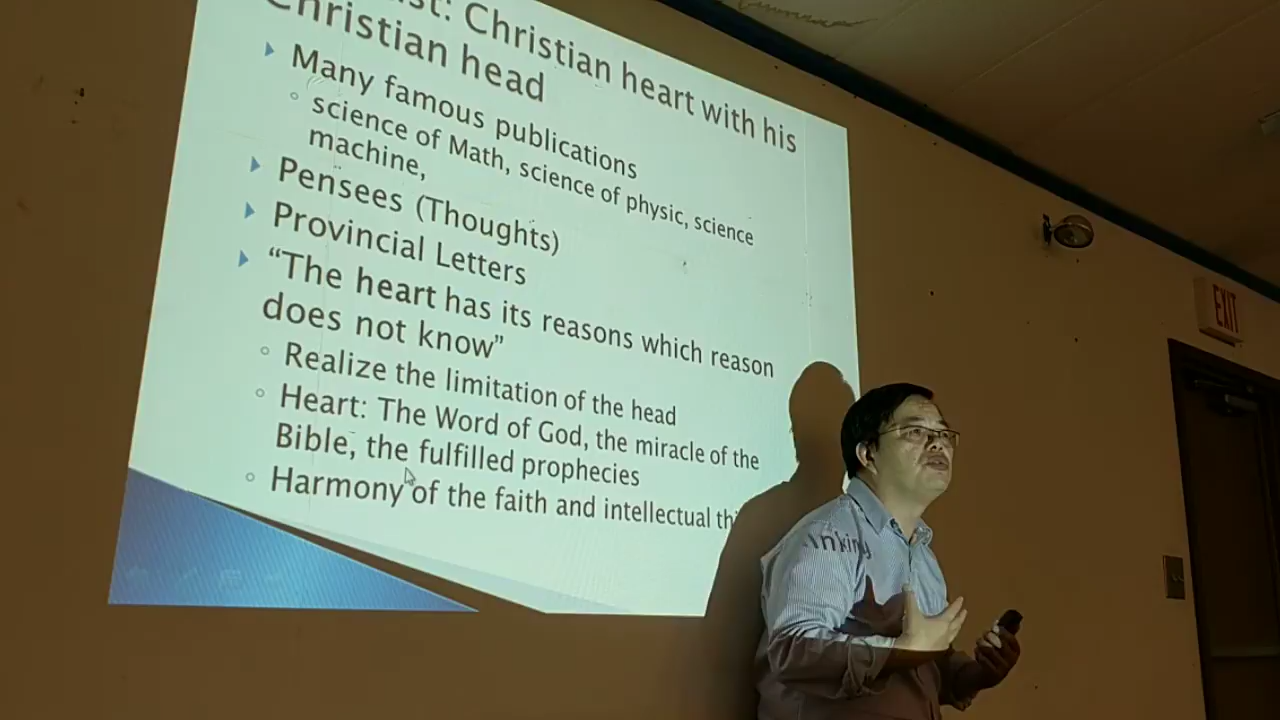 Christian heart with his
Christian head
Many famous publications
science of Math, science of physic, science
machine,
Pensees (Thoughts)
Provincial Letters
“The heart has its reasons which reason
does not know”
Realize the limitation of the head
Heart: The Word of God, the miracle of the
Bible, the fulfilled prophecies
Harmony of the faith and intellectual thinking
EXIT